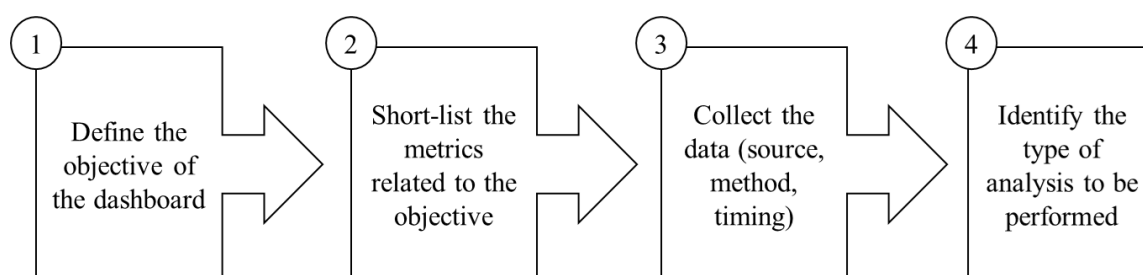 1
Define the
objective of
the dashboard
2
Short-list the
metrics
related to the
objective
3
Collect the
data (source,
method,
timing)
4
Identify the
type of
analysis to be
performed